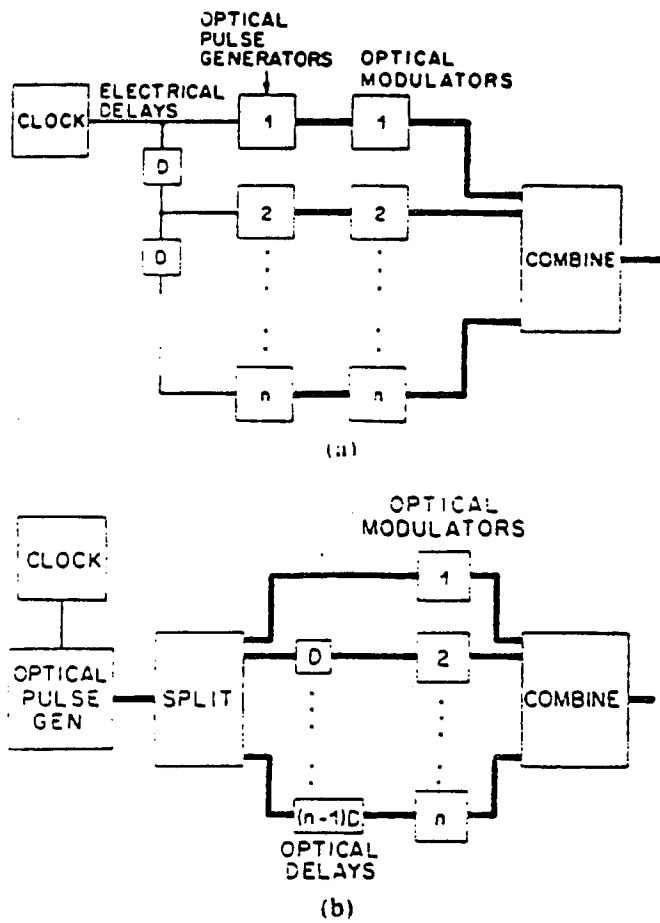 OPTICAL
PULSE
GENERATORS
OPTICAL
MODULATORS
ELECTRICAL
DELAYS
CLOCK
1
1
D
2
2
D
COMBINE
n
n
(a)
OPTICAL
MODULATORS
CLOCK
1
OPTICAL
PULSE
GEN
SPLIT
D
2
COMBINE
(n-1)D
n
OPTICAL
DELAYS
(b)